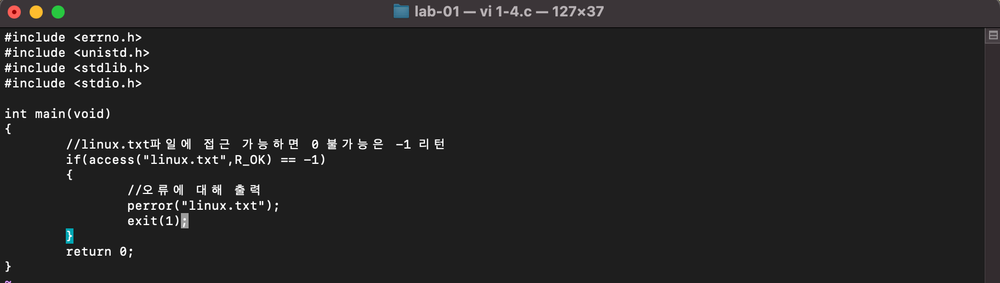 lab-01 — vi 1-4.c — 127×37
#include <errno.h>
#include <unistd.h>
#include <stdlib.h>
#include <stdio.h>
int main(void)
{
//linux.txt파일에 접근 가능하면 0 불가능은 -1 리턴
if(access("linux.txt",R_OK) == -1)
{
//오류에 대해 출력
perror("linux.txt");
exit(1);
}
return 0;
}
~